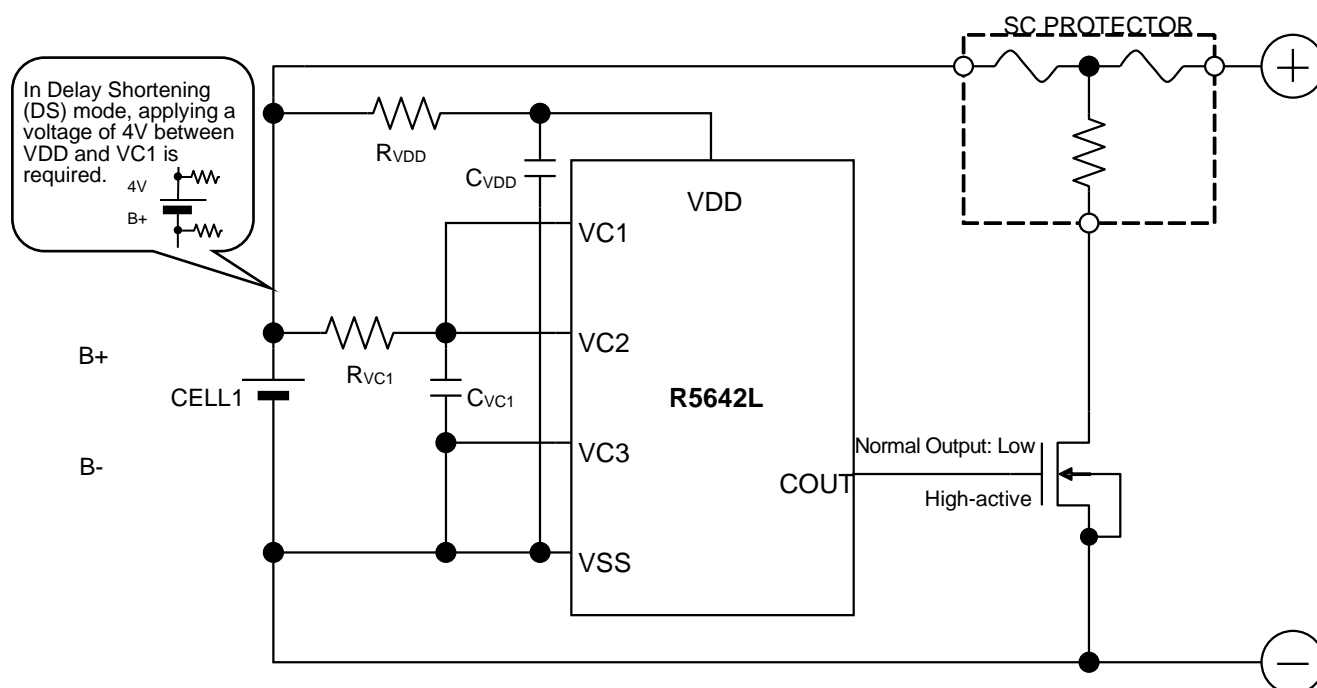 SC PROTECTOR
In Delay Shortening
(DS) mode, applying a
voltage of 4V between
VDD and VC1 is
required.
4V
B+
RVDD
CVDD
VDD
VC1
VC2
RVC1
B+
CELL1
CVC1
R5642L
B-
VC3
Normal Output: Low
COUT
High-active
VSS